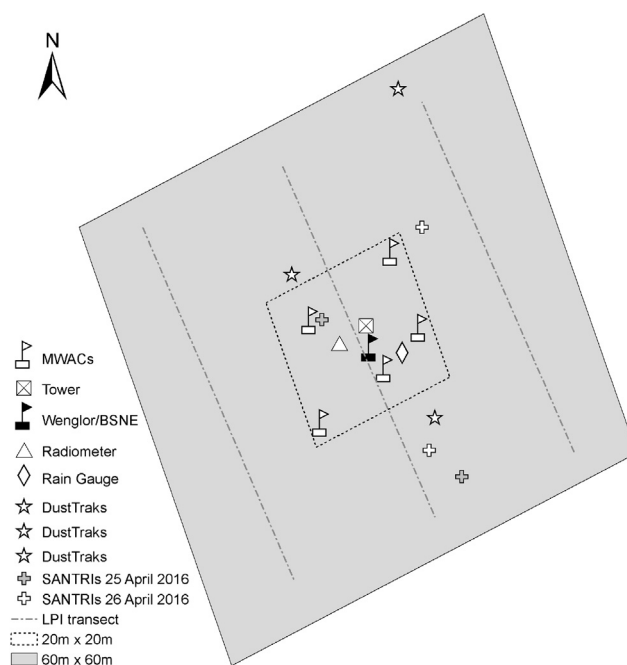 N
MWACs
Tower
Wenglor/BSNE
Radiometer
Rain Gauge
DustTraks
DustTraks
DustTraks
SANTRIs 25 April 2016
SANTRIs 26 April 2016
LPI transect
20m x 20m
60m x 60m